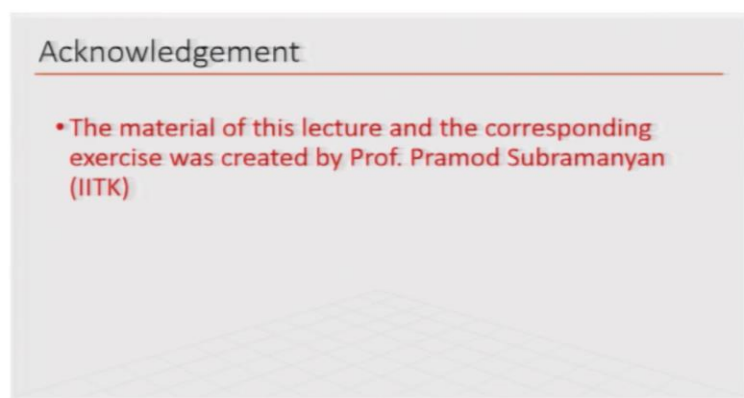 Acknowledgement
• The material of this lecture and the corresponding
exercise was created by Prof. Pramod Subramanyan
(IITK)